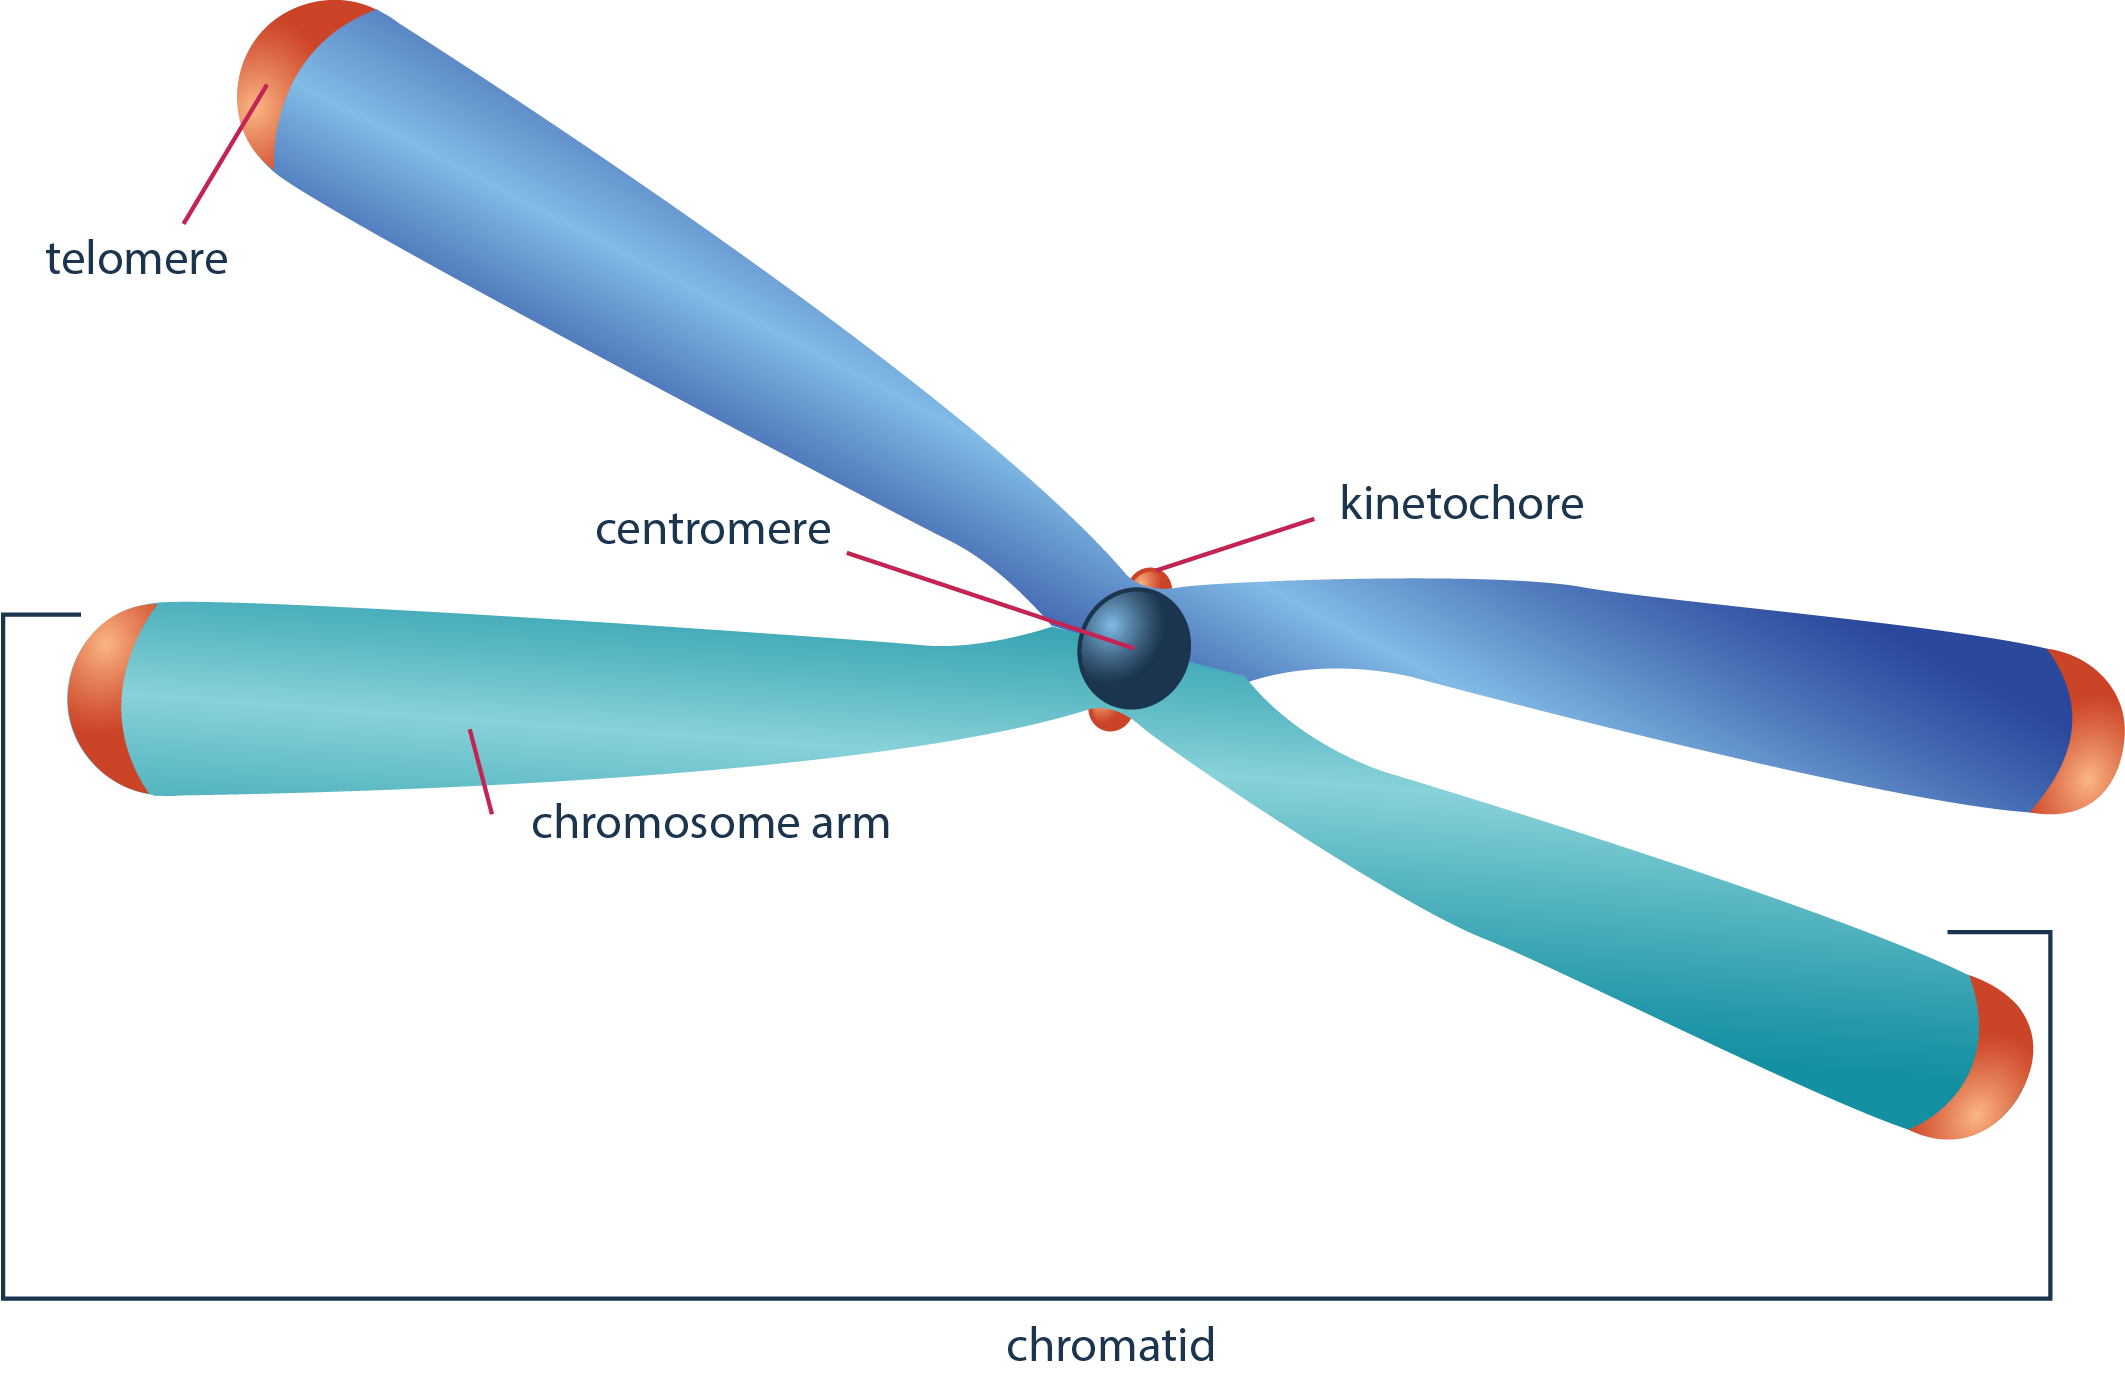 telomere
kinetochore
centromere
chromosome arm
chromatid